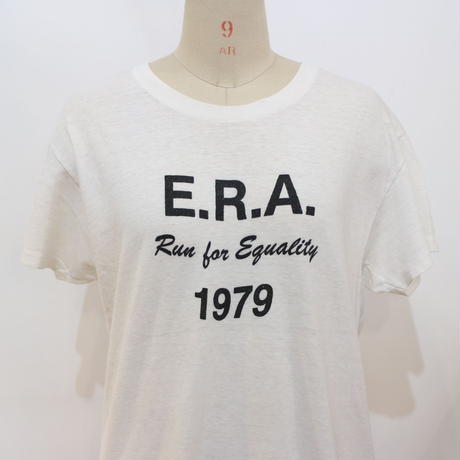 9
AR.
E.R.A.
Run for Equality
1979